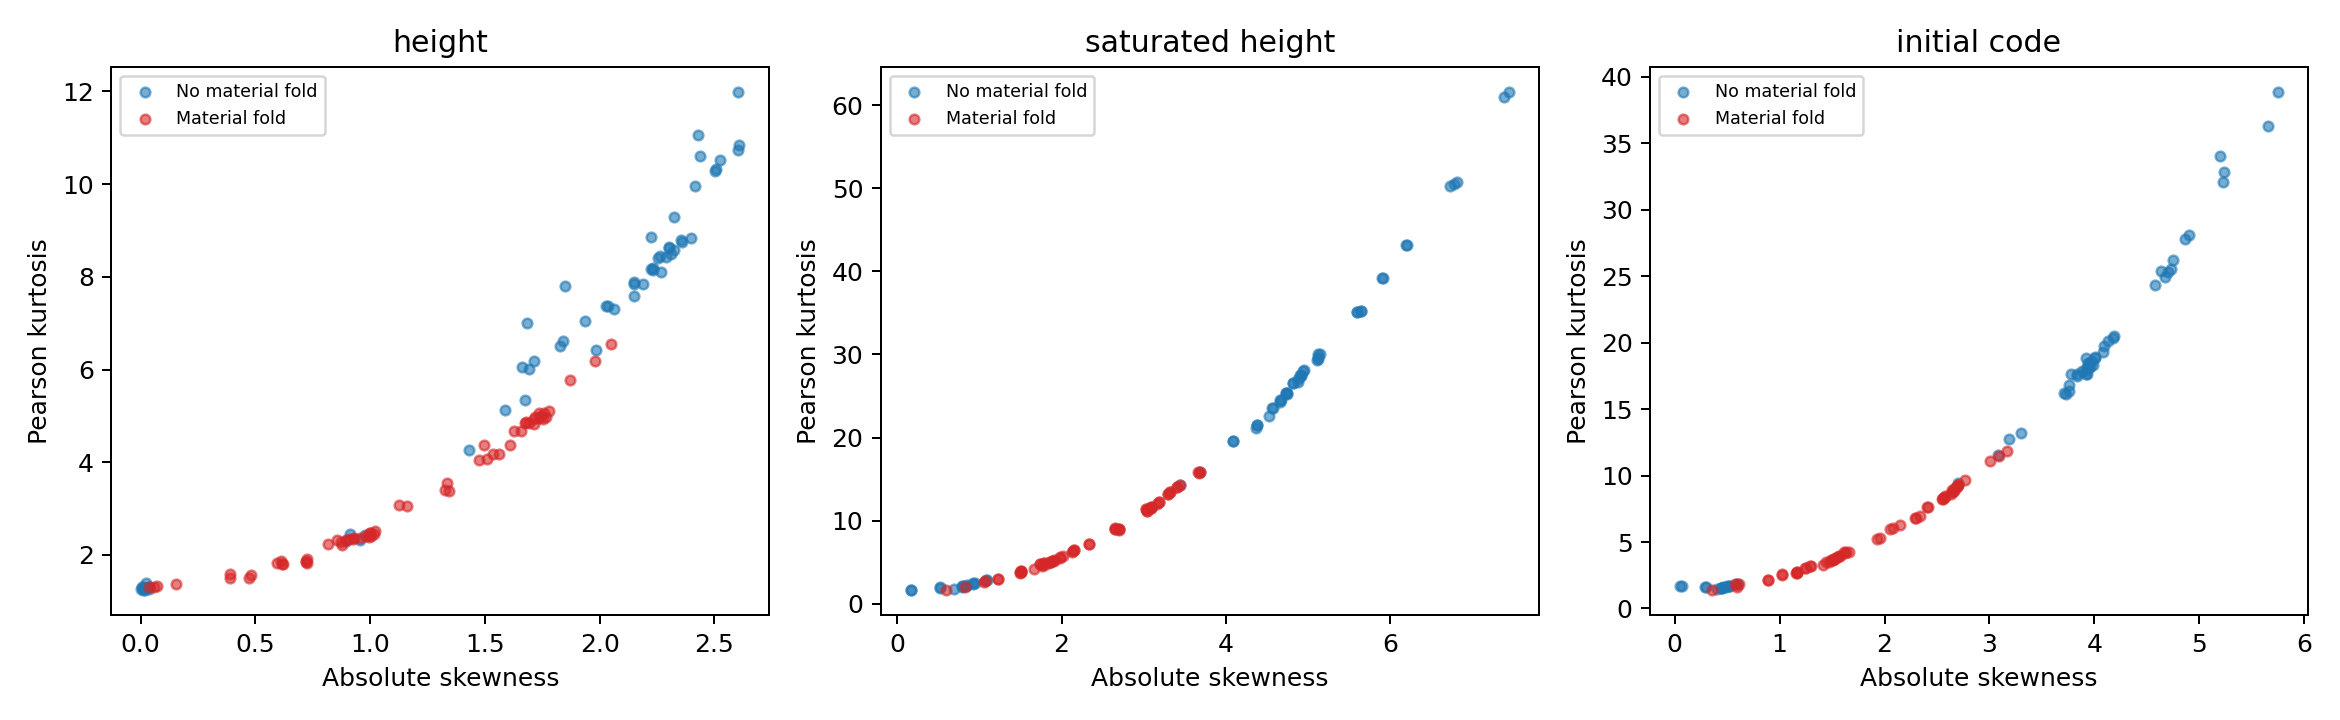 height
12
10
8
6
4
2
0.0 0.5 1.0 1.5 2.0 2.5
Pearson kurtosis
Absolute skewness
No material fold
Material fold
saturated height
60
50
40
30
20
10
0
0 2 4 6
Pearson kurtosis
Absolute skewness
No material fold
Material fold
initial code
40
35
30
25
20
15
10
5
0
0 1 2 3 4 5 6
Pearson kurtosis
Absolute skewness
No material fold
Material fold